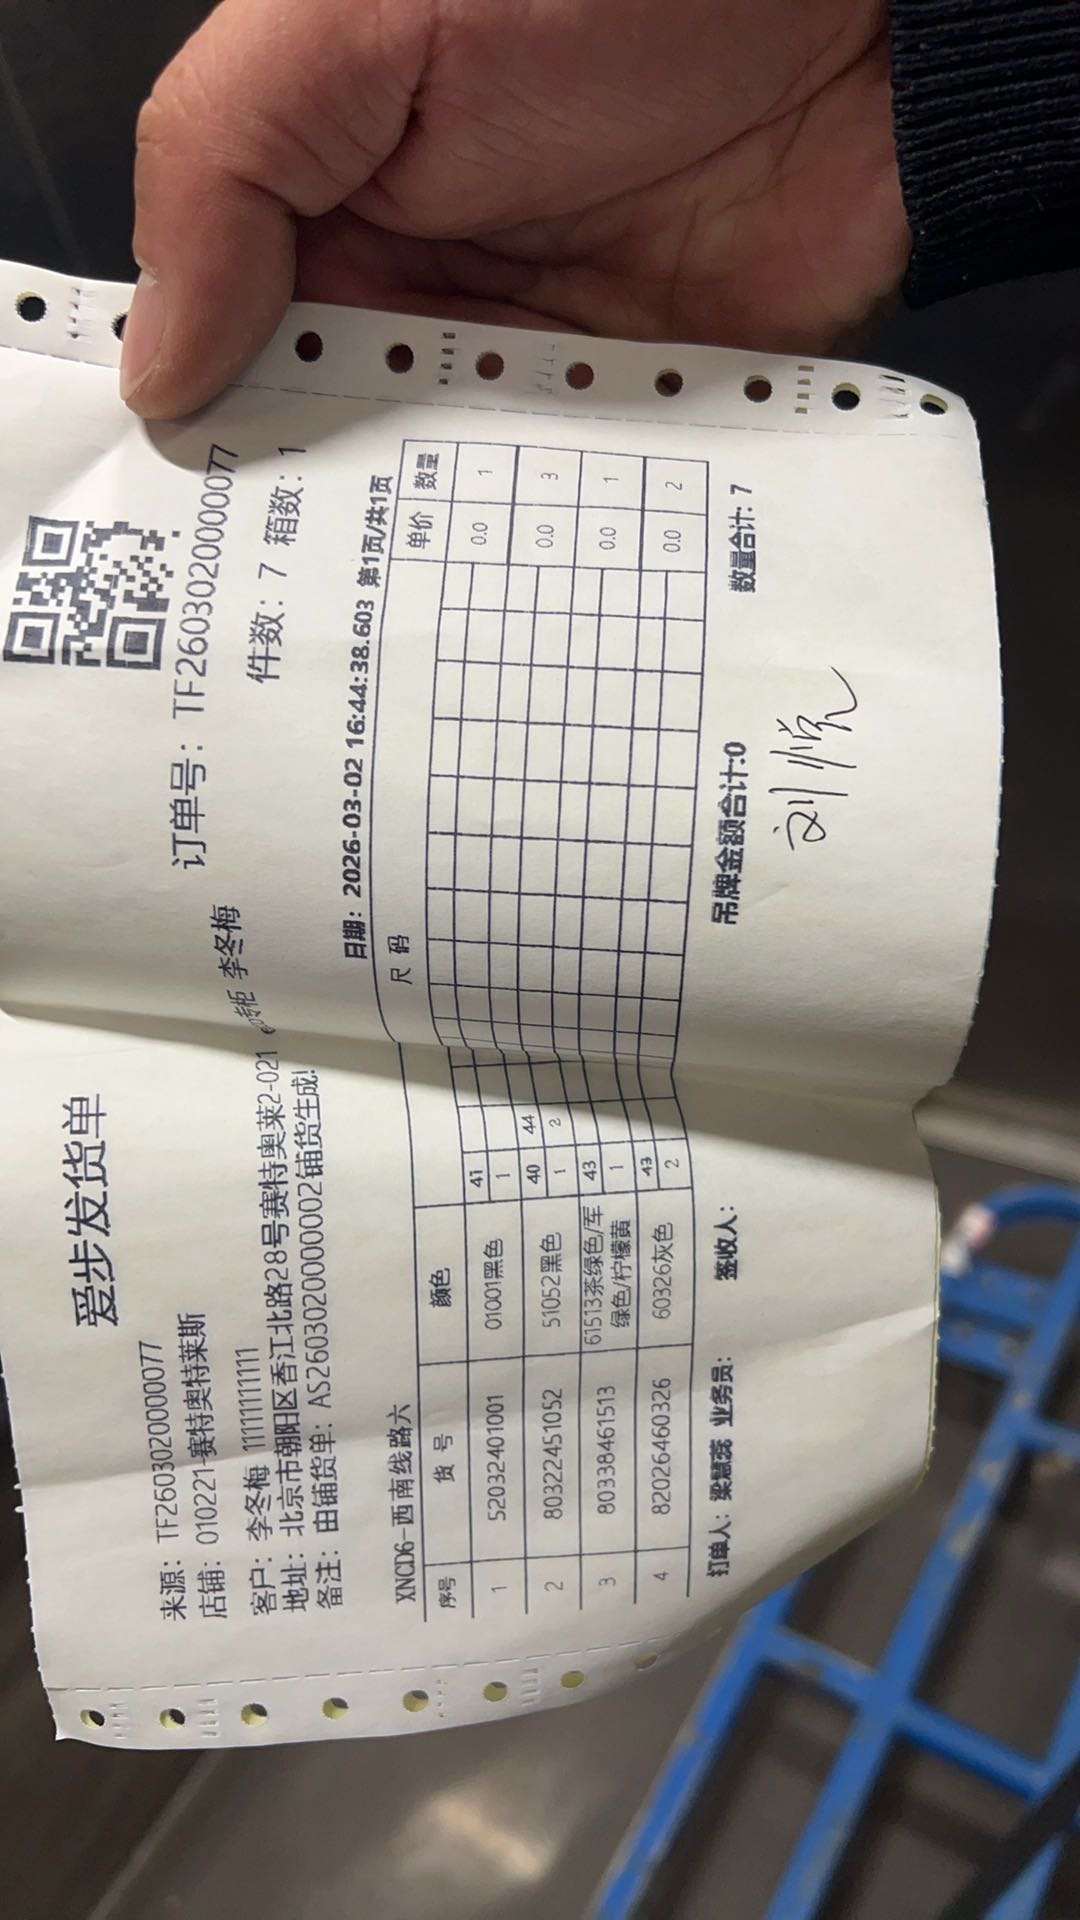 爱步发货单
来源：TF2603020000077
订单号：TF2603020000077
店铺：010221-赛特奥特莱斯
件数：7 箱数：1
客户：李冬梅 11111111111
地址：北京市朝阳区香江北路28号赛特奥莱2-021 专柜 李冬梅
备注：由铺货单：AS2603020000002铺货生成!
日期：2026-03-02 16:44:38.603 第1页/共1页
XNCD6-西南线路六
序号 货 号 颜色 尺 码 单价 数量
1 52032401001 01001黑色 41 1 0.0 1
2 80322451052 51052黑色 40 44 1 2 0.0 3
3 80338461513 61513茶绿色/军绿色/柠檬黄 43 1 0.0 1
4 82026460326 60326灰色 43 2 0.0 2
打单人：梁慧蕊 业务员： 签收人： 吊牌金额合计:0 数量合计: 7
刘悦